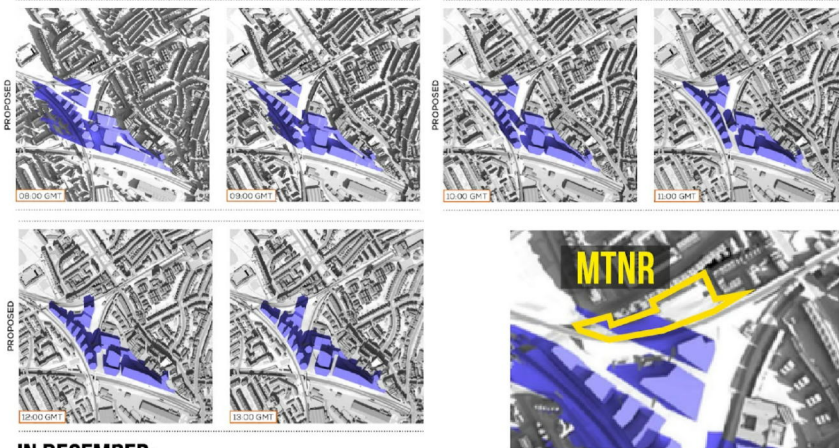 PROPOSED
08:00 GMT
09:00 GMT
PROPOSED
10:00 GMT
11:00 GMT
PROPOSED
12:00 GMT
13:00 GMT
MTNR
IN DECEMBER